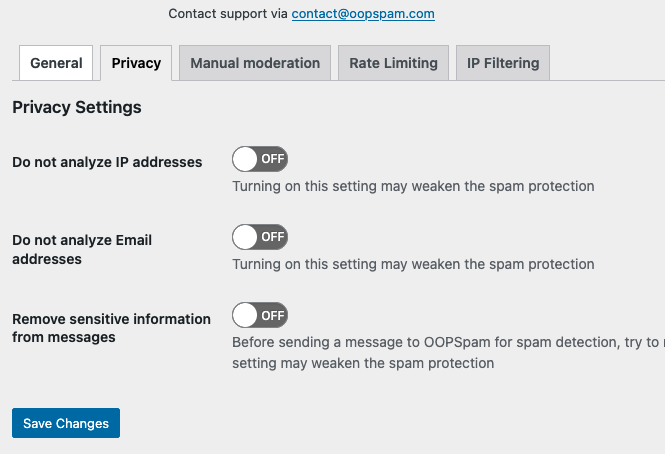 Contact support via contact@oopspam.com
General Privacy Manual moderation Rate Limiting IP Filtering
Privacy Settings
Do not analyze IP addresses OFF
Turning on this setting may weaken the spam protection
Do not analyze Email addresses OFF
Turning on this setting may weaken the spam protection
Remove sensitive information from messages OFF
Before sending a message to OOPSpam for spam detection, try to
setting may weaken the spam protection
Save Changes